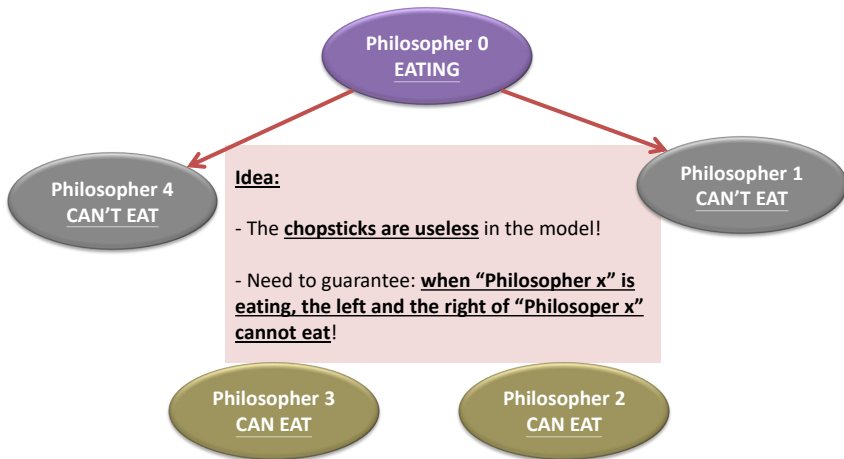 Philosopher 0
EATING
Philosopher 4
CAN'T EAT
Philosopher 1
CAN'T EAT
Idea:
- The chopsticks are useless in the model!
- Need to guarantee: when “Philosopher x” is
eating, the left and the right of “Philosoper x”
cannot eat!
Philosopher 3
CAN EAT
Philosopher 2
CAN EAT